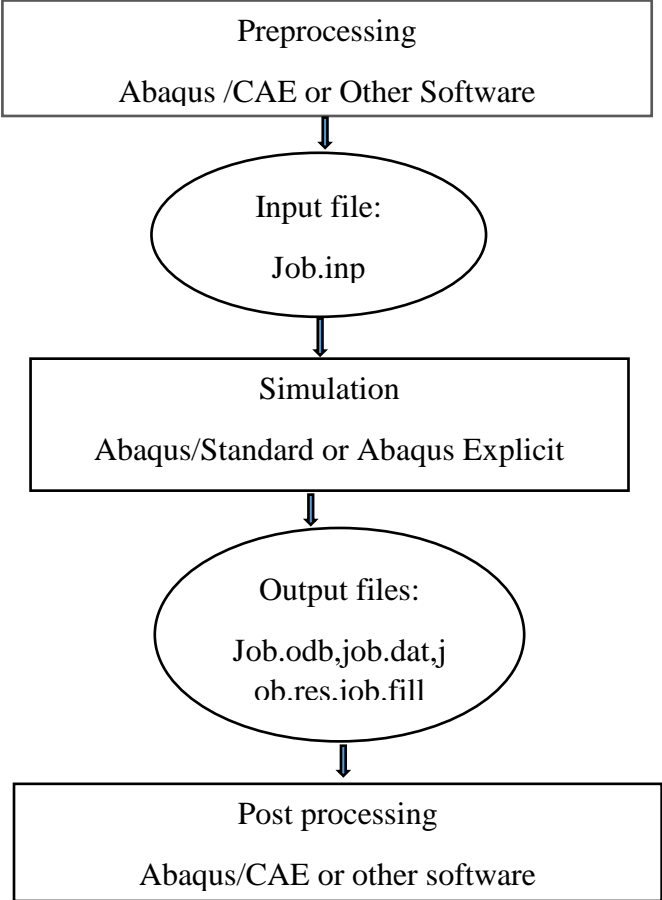 Preprocessing
Abaqus /CAE or Other Software
Input file:
Job.inp
Simulation
Abaqus/Standard or Abaqus Explicit
Output files:
Job.odb,job.dat,j
ob.res,job.fill
Post processing
Abaqus/CAE or other software